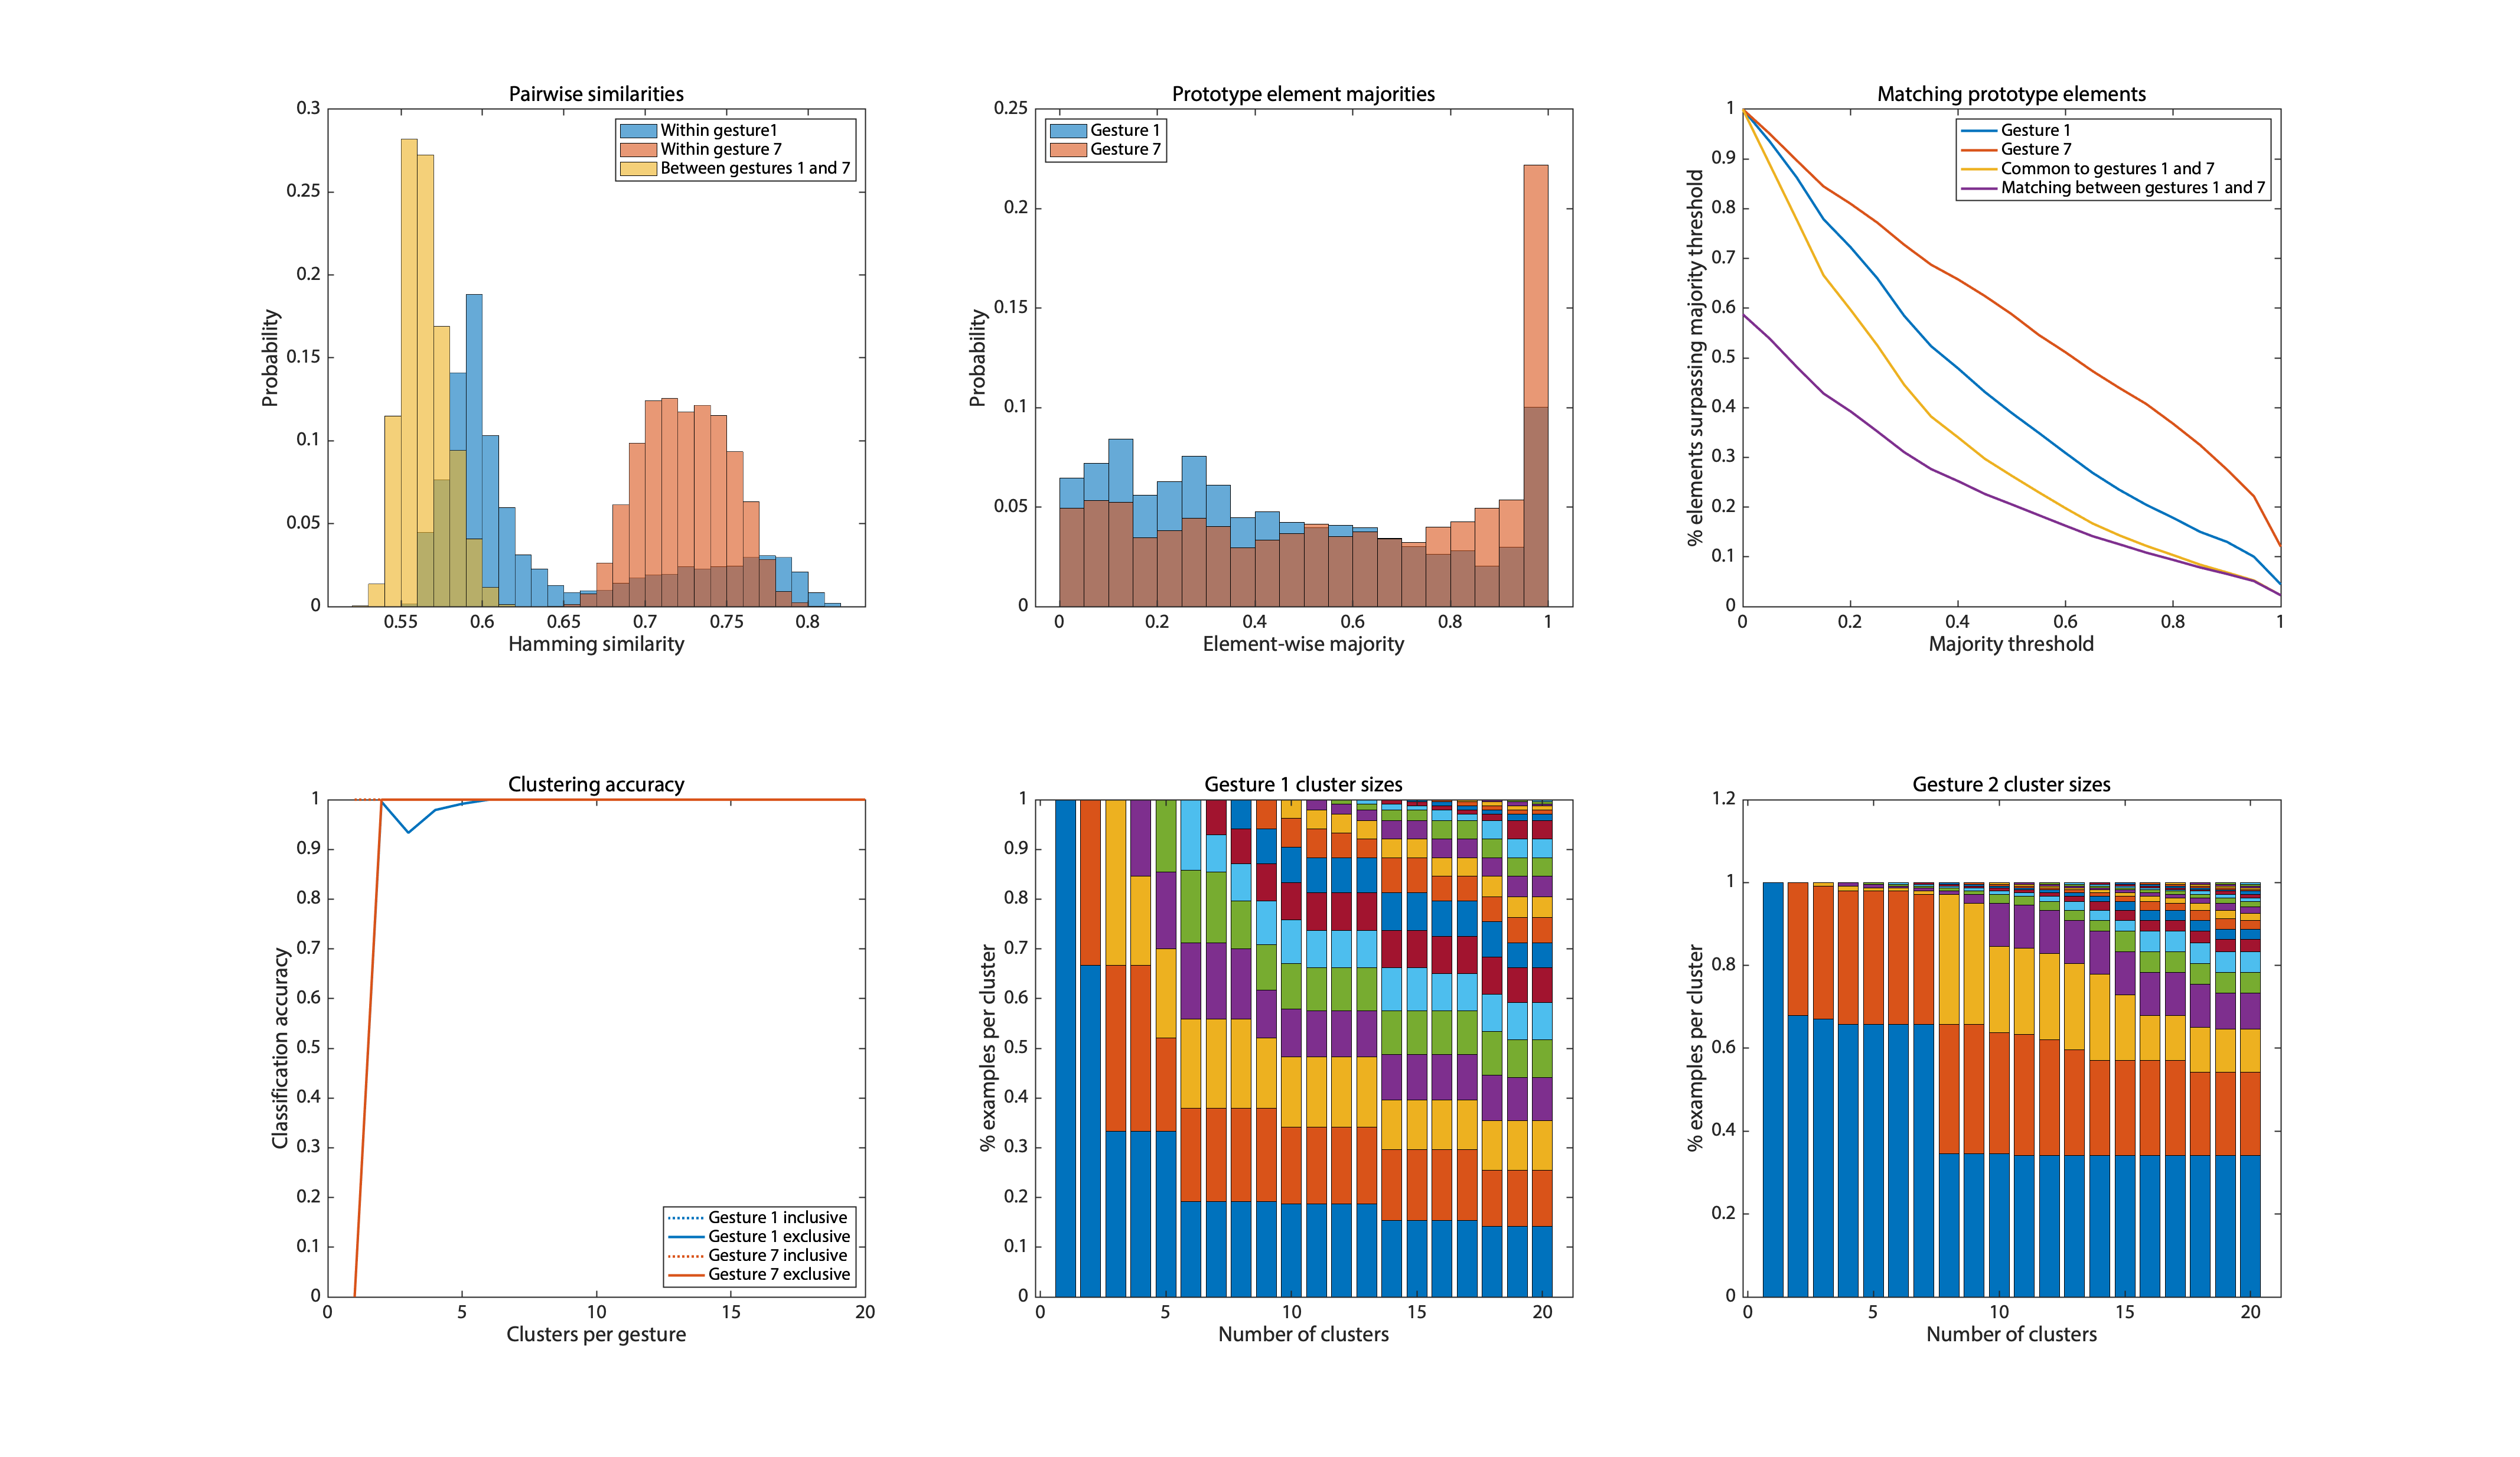 Pairwise similarities
0.3
0.25
0.2
0.15
0.1
0.05
0
Probability
Within gesture1
Within gesture 7
Between gestures 1 and 7
0.55 0.6 0.65 0.7 0.75 0.8
Hamming similarity
Prototype element majorities
0.25
0.2
0.15
0.1
0.05
0
Probability
Gesture 1
Gesture 7
0 0.2 0.4 0.6 0.8 1
Element-wise majority
Matching prototype elements
1
0.9
0.8
0.7
0.6
0.5
0.4
0.3
0.2
0.1
0
% elements surpassing majority threshold
Gesture 1
Gesture 7
Common to gestures 1 and 7
Matching between gestures 1 and 7
0 0.2 0.4 0.6 0.8 1
Majority threshold
Clustering accuracy
1
0.9
0.8
0.7
0.6
0.5
0.4
0.3
0.2
0.1
0
Classification accuracy
Gesture 1 inclusive
Gesture 1 exclusive
Gesture 7 inclusive
Gesture 7 exclusive
0 5 10 15 20
Clusters per gesture
Gesture 1 cluster sizes
1
0.9
0.8
0.7
0.6
0.5
0.4
0.3
0.2
0.1
0
% examples per cluster
0 5 10 15 20
Number of clusters
Gesture 2 cluster sizes
1.2
1
0.8
0.6
0.4
0.2
0
% examples per cluster
0 5 10 15 20
Number of clusters